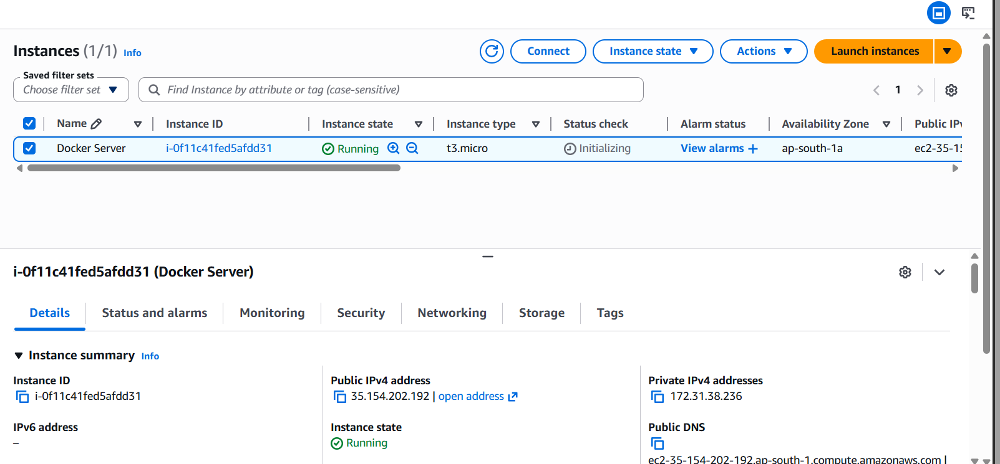 Instances (1/1) Info
Connect
Instance state
Actions
Launch instances
Saved filter sets
Choose filter set
Find Instance by attribute or tag (case-sensitive)
1
Name Instance ID Instance state Instance type Status check Alarm status Availability Zone Public IPv
Docker Server i-0f11c41fed5afdd31 Running t3.micro Initializing View alarms + ap-south-1a ec2-35-15
i-0f11c41fed5afdd31 (Docker Server)
Details Status and alarms Monitoring Security Networking Storage Tags
Instance summary Info
Instance ID
i-0f11c41fed5afdd31
Public IPv4 address
35.154.202.192 | open address
Private IPv4 addresses
172.31.38.236
IPv6 address
–
Instance state
Running
Public DNS
ec2-35-154-202-192.ap-south-1.compute.amazonaws.com |